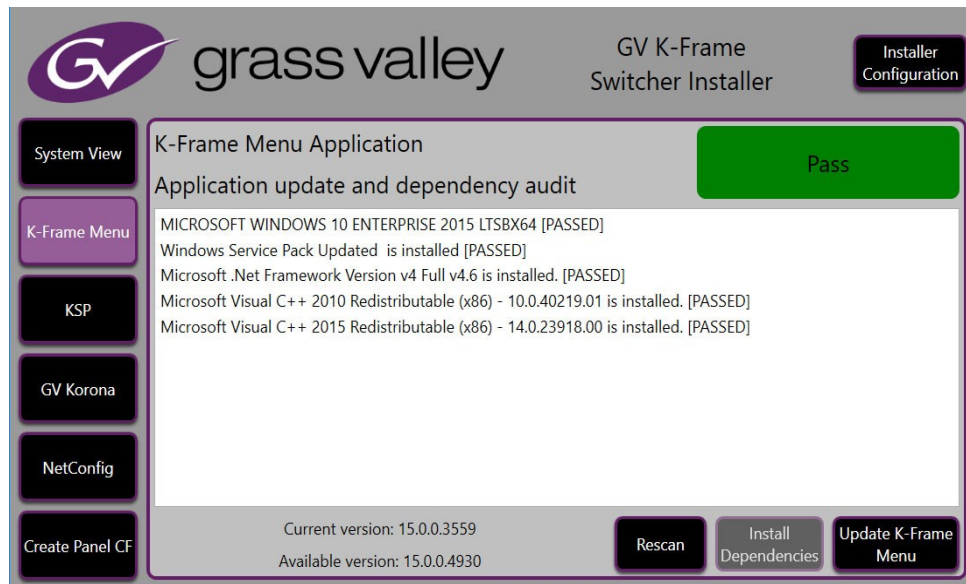 GV grass valley
GV K-Frame
Switcher Installer
Installer
Configuration
System View
K-Frame Menu
KSP
GV Korona
NetConfig
Create Panel CF
K-Frame Menu Application
Pass
Application update and dependency audit
MICROSOFT WINDOWS 10 ENTERPRISE 2015 LTSBX64 [PASSED]
Windows Service Pack Updated  is installed [PASSED]
Microsoft .Net Framework Version v4 Full v4.6 is installed. [PASSED]
Microsoft Visual C++ 2010 Redistributable (x86) - 10.0.40219.01 is installed. [PASSED]
Microsoft Visual C++ 2015 Redistributable (x86) - 14.0.23918.00 is installed. [PASSED]
Current version: 15.0.0.3559
Available version: 15.0.0.4930
Rescan
Install
Dependencies
Update K-Frame
Menu